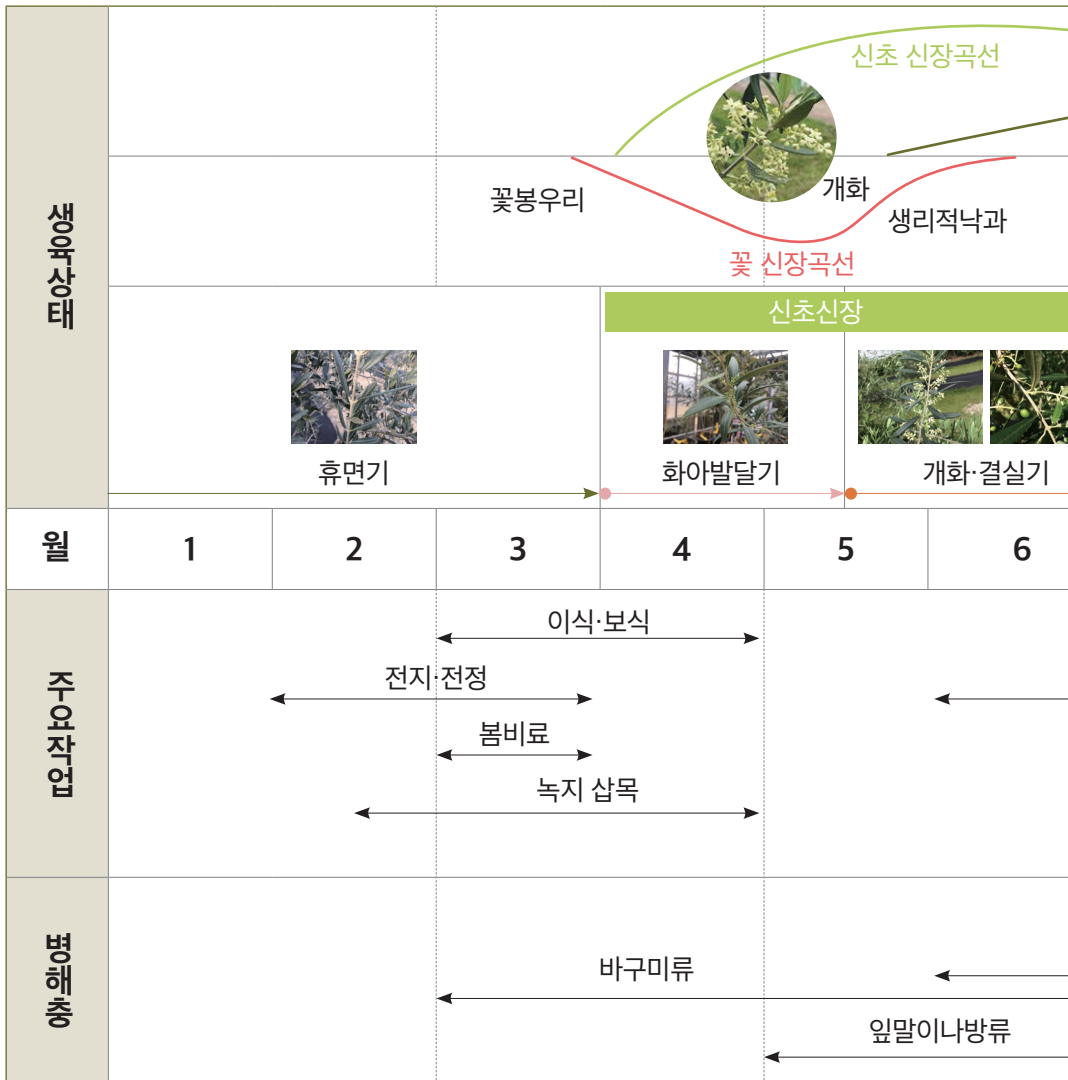 생육상태
신초 신장곡선
꽃봉우리
개화
생리적낙과
꽃 신장곡선
신초신장
휴면기
화아발달기
개화·결실기
월
1
2
3
4
5
6
주요작업
이식·보식
전지·전정
봄비료
녹지 삽목
병해충
바구미류
잎말이나방류